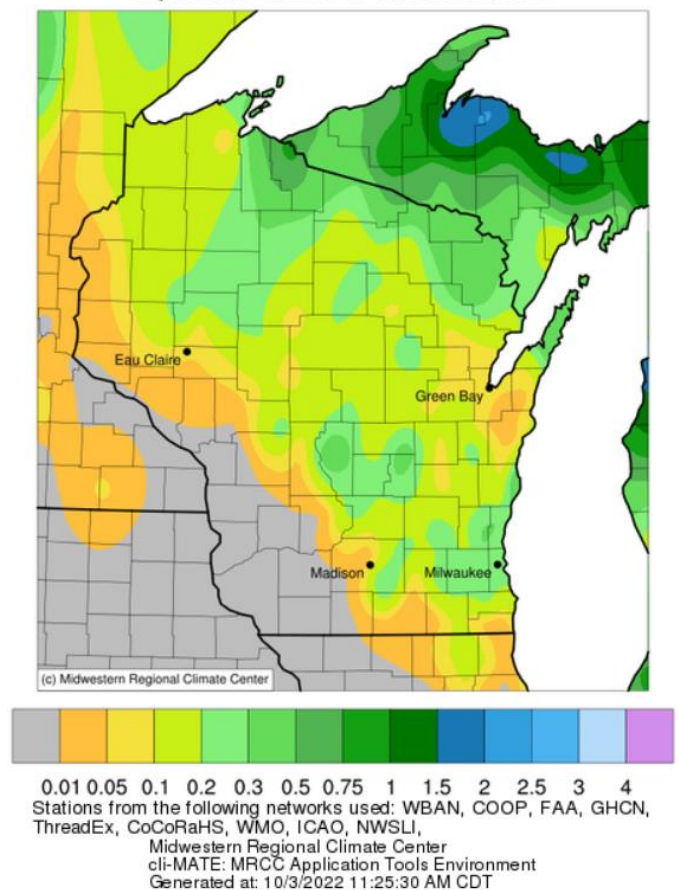 Eau Claire
Green Bay
Madison
Milwaukee
(c) Midwestern Regional Climate Center
0.01 0.05 0.1 0.2 0.3 0.5 0.75 1 1.5 2 2.5 3 4
Stations from the following networks used: WBAN, COOP, FAA, GHCN,
ThreadEx, CoCoRaHS, WMO, ICAO, NWSLI,
Midwestern Regional Climate Center
cli-MATE: MRCC Application Tools Environment
Generated at: 10/3/2022 11:25:30 AM CDT